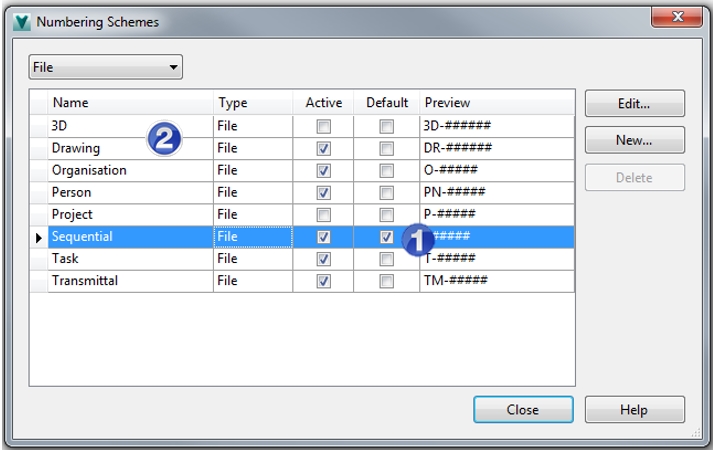 Numbering Schemes
File
Name Type Active Default Preview
3D File 3D-######
Drawing File DR-######
Organisation File O-#####
Person File PN-#####
Project File P-#####
Sequential File #####
Task File T-#####
Transmittal File TM-#####
2
1
Edit...
New...
Delete
Close Help